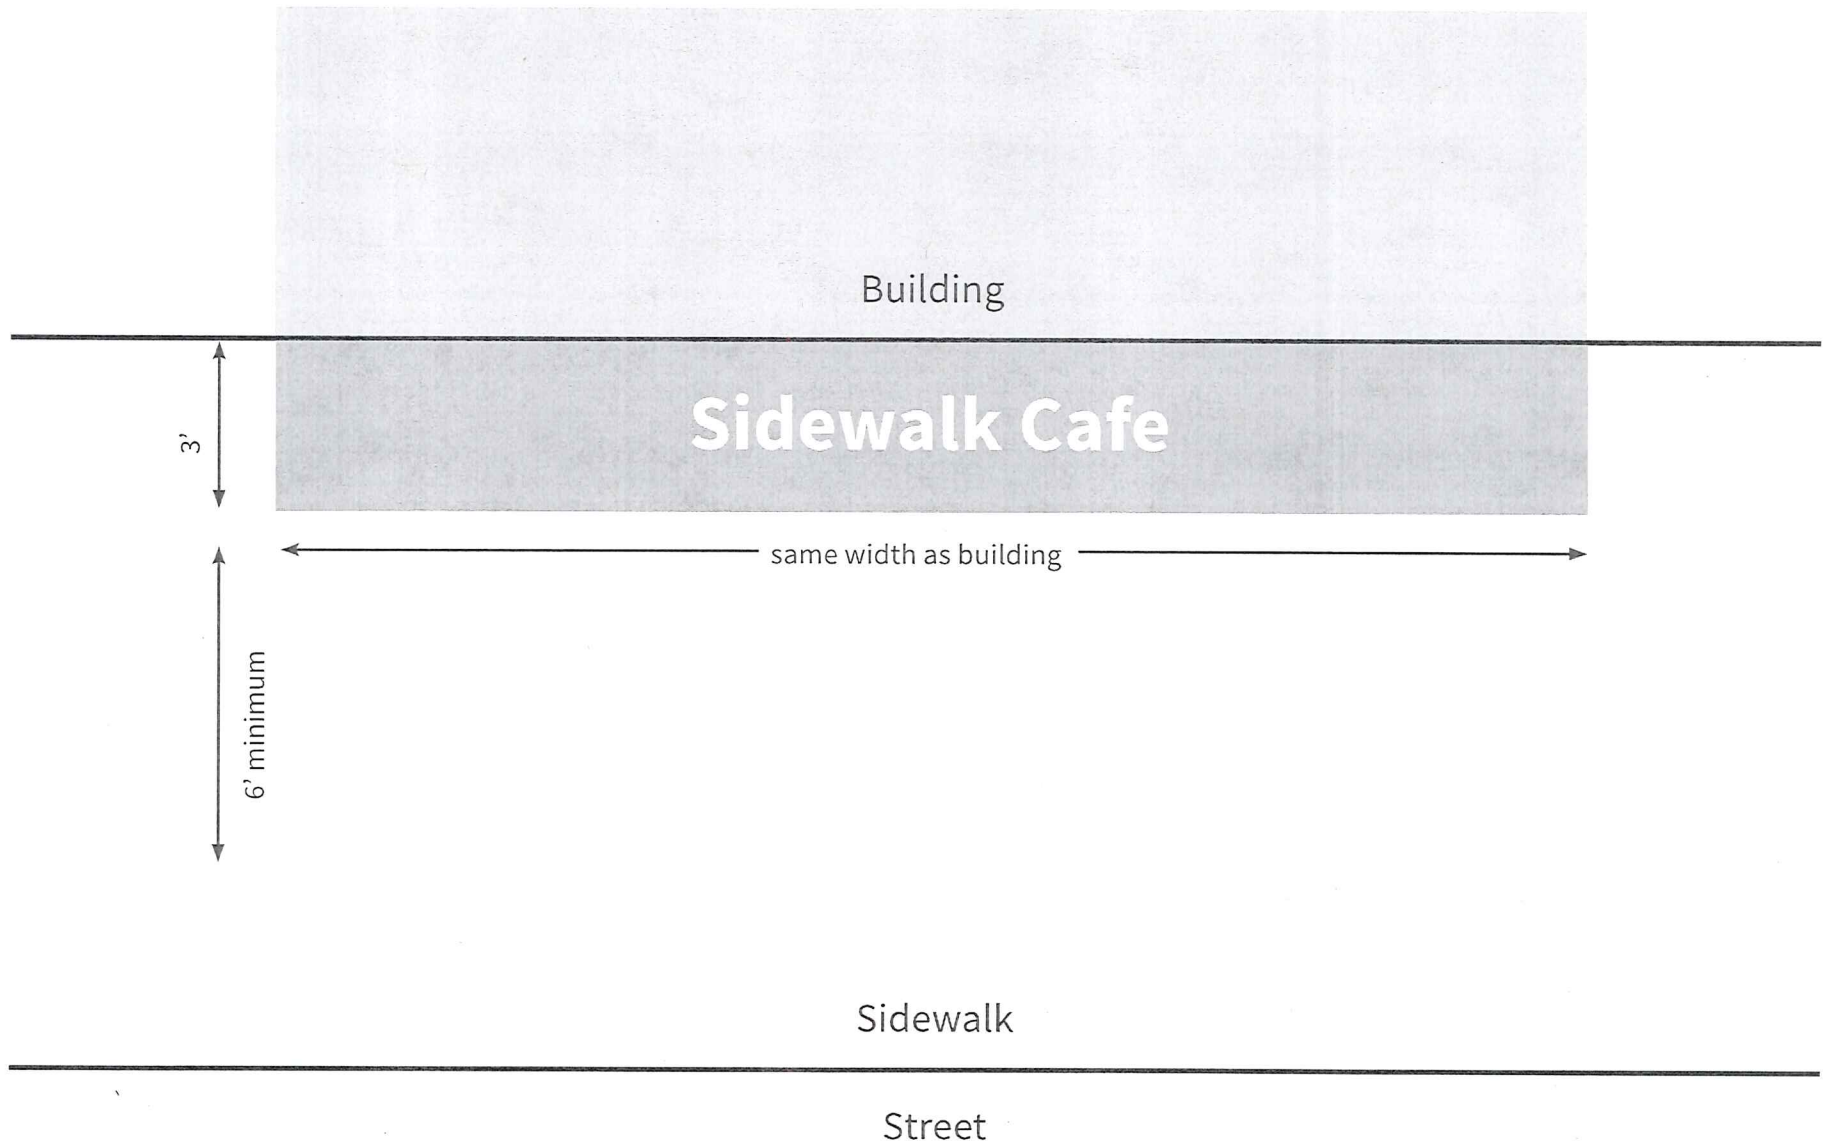 Building
Sidewalk Cafe
3’
same width as building
6’ minimum
Sidewalk
Street